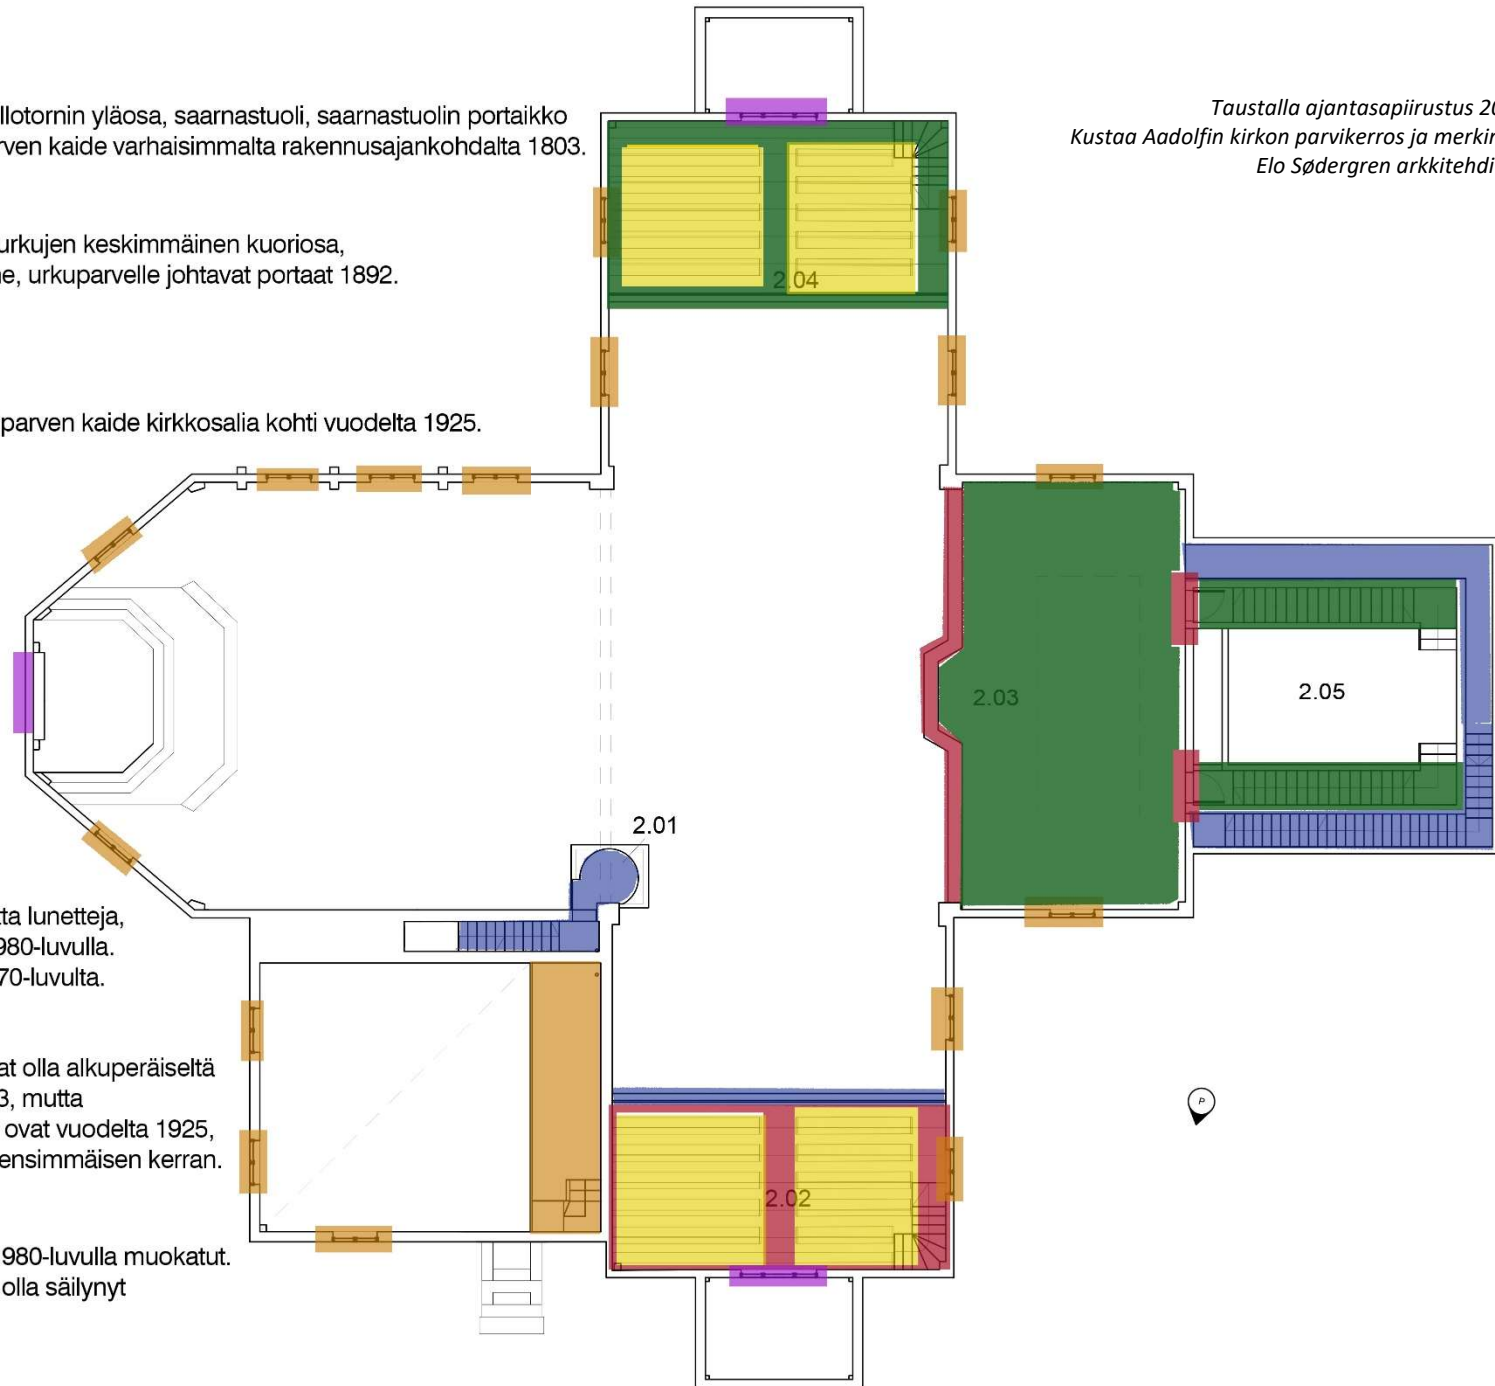 llotornin yläosa, saarnastuoli, saarnastuolin portaikko
rven kaide varhaisimmalta rakennusajankohdalta 1803.
Taustalla ajantasapiirustus 20
Kustaa Aadolfin kirkon parvikerros ja merkin
Elo Sødergren arkkitehdi
urkujen keskimmäinen kuoriosa,
e, urkuparvelle johtavat portaat 1892.
2.04
parven kaide kirkkosalia kohti vuodelta 1925.
2.03
2.05
2.01
tta lunetteja,
980-luvulla.
70-luvulta.
at olla alkuperäiseltä
3, mutta
ovat vuodelta 1925,
ensimmäisen kerran.
P
2.02
980-luvulla muokatut.
olla säilynyt